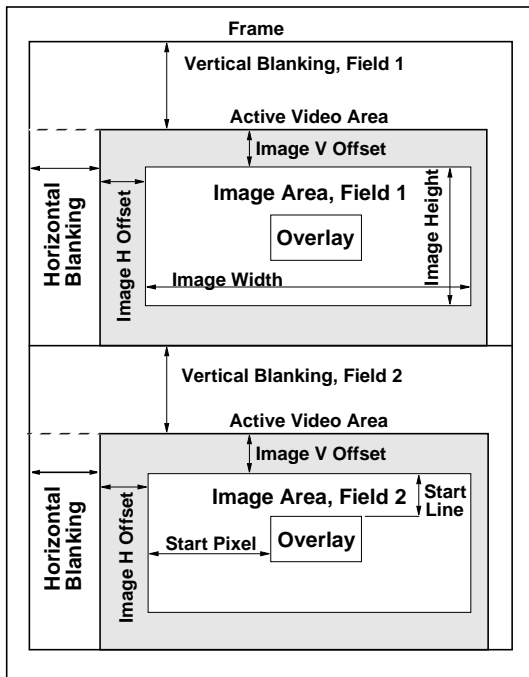 Frame
Vertical Blanking, Field 1
Active Video Area
Image V Offset
Horizontal
Blanking
Image H Offset
Image Area, Field 1
Image Height
Overlay
Image Width
Vertical Blanking, Field 2
Active Video Area
Image V Offset
Horizontal
Blanking
Image H Offset
Image Area, Field 2
Start
Line
Start Pixel
Overlay